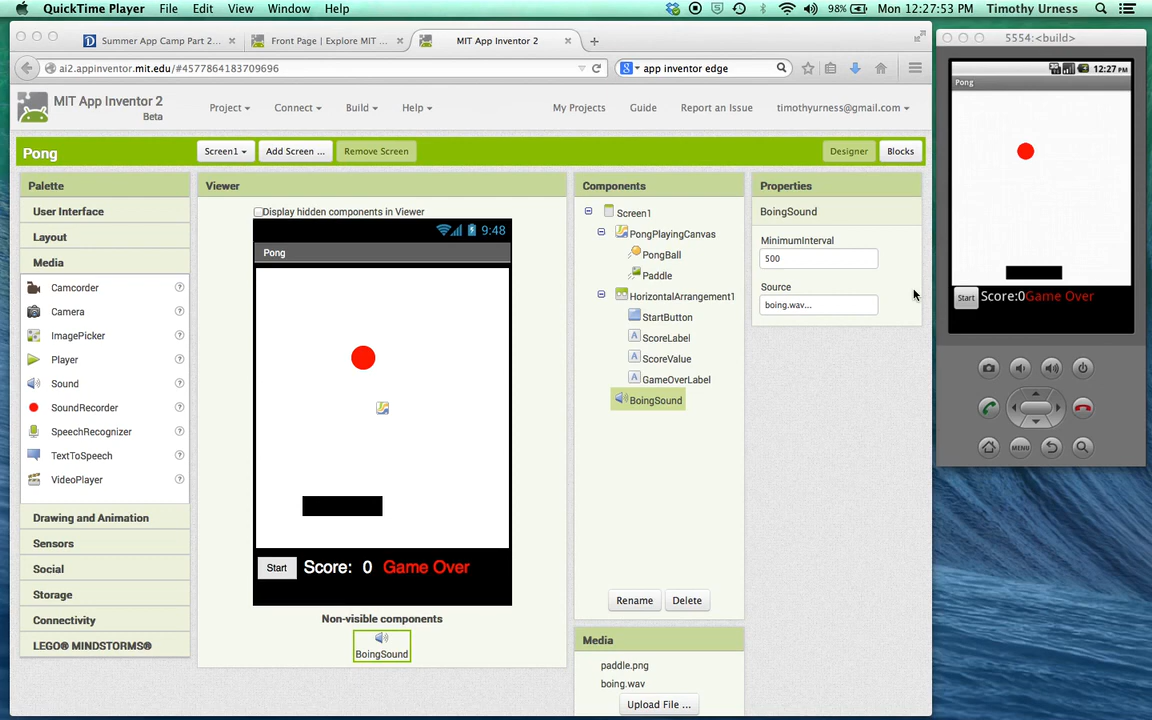 QuickTime Player File Edit View Window Help 98% Mon 12:27:53 PM Timothy Urness
Summer App Camp Part 2... Front Page | Explore MIT ... MIT App Inventor 2
ai2.appinventor.mit.edu/#4577864183709696 app inventor edge
5554:<build>
MIT App Inventor 2
Beta
Project Connect Build Help My Projects Guide Report an Issue timothyurness@gmail.com
Pong Screen1 Add Screen ... Remove Screen Designer Blocks
Palette
User Interface
Layout
Media
Camcorder
Camera
ImagePicker
Player
Sound
SoundRecorder
SpeechRecognizer
TextToSpeech
VideoPlayer
Drawing and Animation
Sensors
Social
Storage
Connectivity
LEGO® MINDSTORMS®
Viewer
Display hidden components in Viewer
9:48
Pong
Start Score: 0 Game Over
Non-visible components
BoingSound
Components
Screen1
PongPlayingCanvas
PongBall
Paddle
HorizontalArrangement1
StartButton
ScoreLabel
ScoreValue
GameOverLabel
BoingSound
Rename Delete
Media
paddle.png
boing.wav
Upload File ...
Properties
BoingSound
MinimumInterval
500
Source
boing.wav...
12:27 PM
Pong
Start Score:0Game Over
MENU